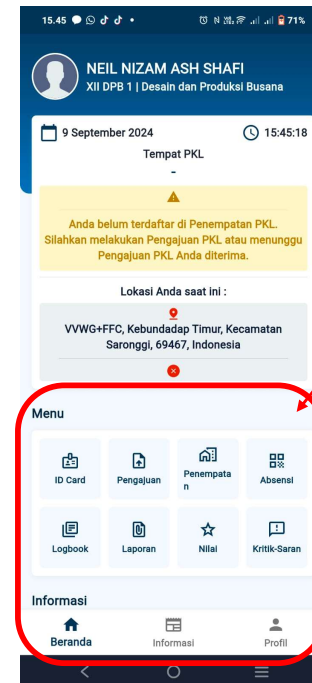 15.45 71%
NEIL NIZAM ASH SHAFI
XII DPB 1 | Desain dan Produksi Busana
9 September 2024 15:45:18
Tempat PKL
-
Anda belum terdaftar di Penempatan PKL.
Silahkan melakukan Pengajuan PKL atau menunggu
Pengajuan PKL Anda diterima.
Lokasi Anda saat ini :
VVWG+FFC, Kebundadap Timur, Kecamatan
Saronggi, 69467, Indonesia
Menu
ID Card Pengajuan Penempata
n Absensi
Logbook Laporan Nilai Kritik-Saran
Informasi
Beranda Informasi Profil